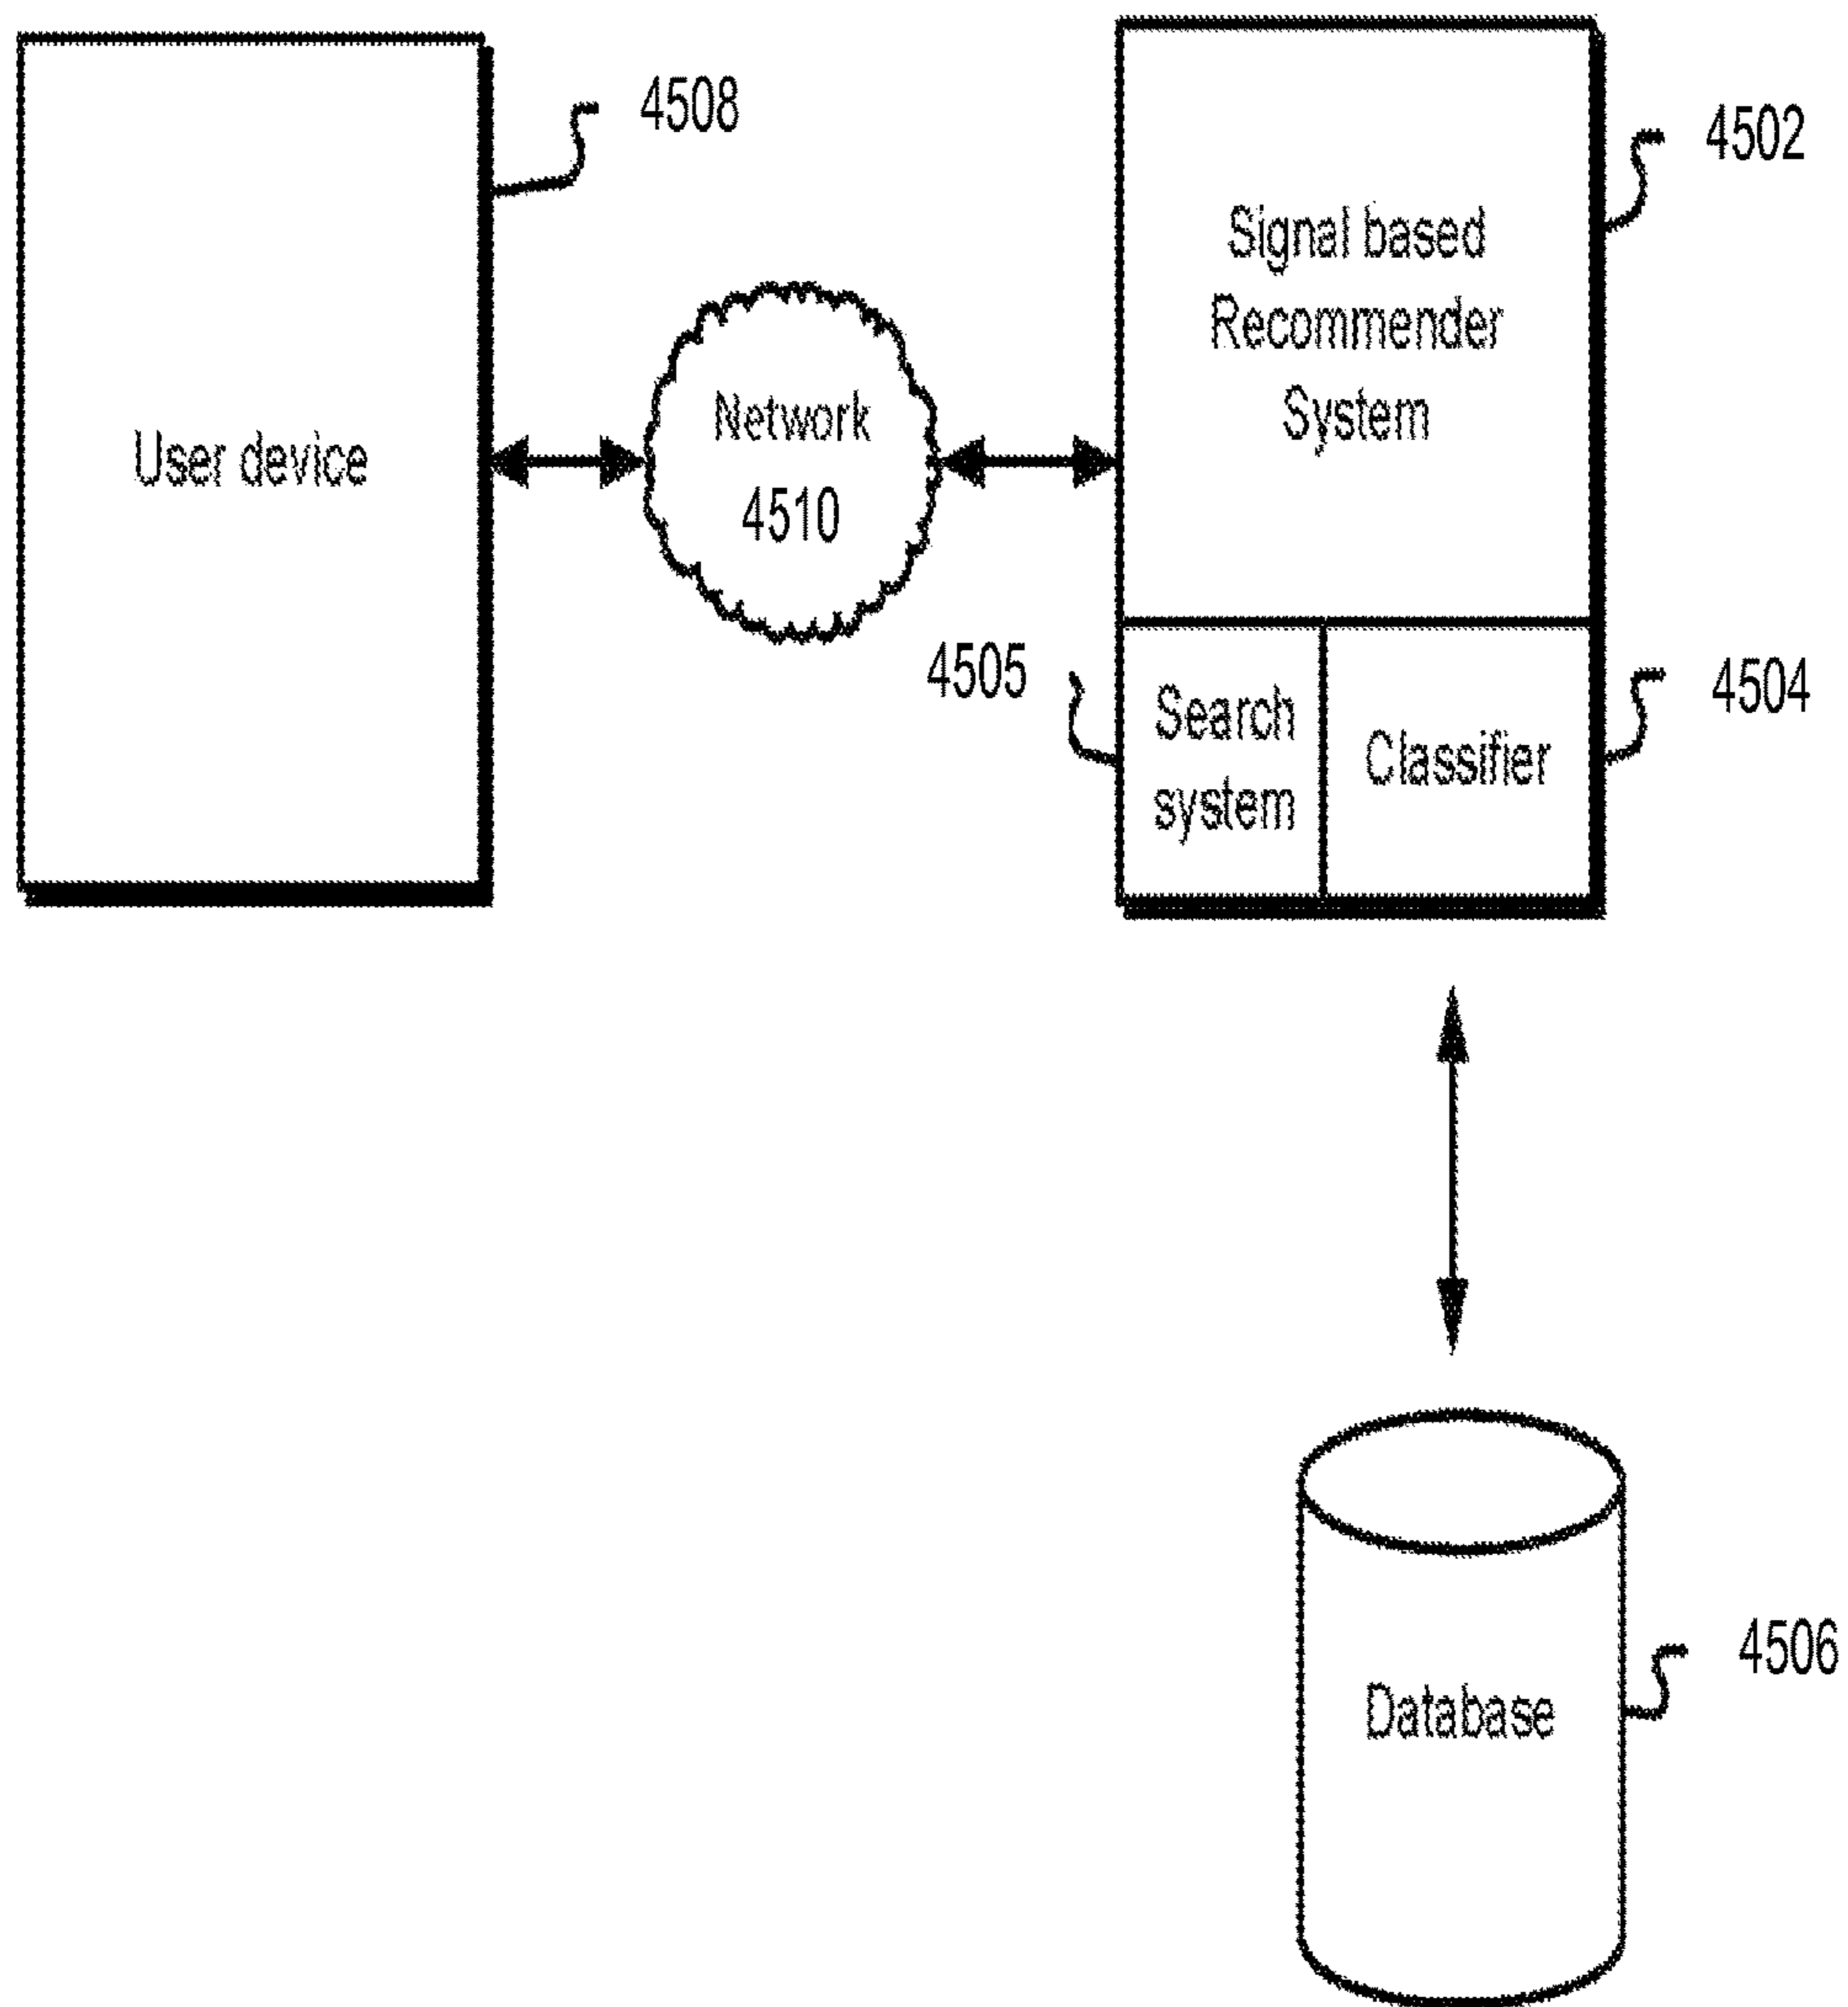 4508
4502
Signal based
Recommender
System
User device
Network
4510
4505
Search
system
Classifier
4504
Database
4506